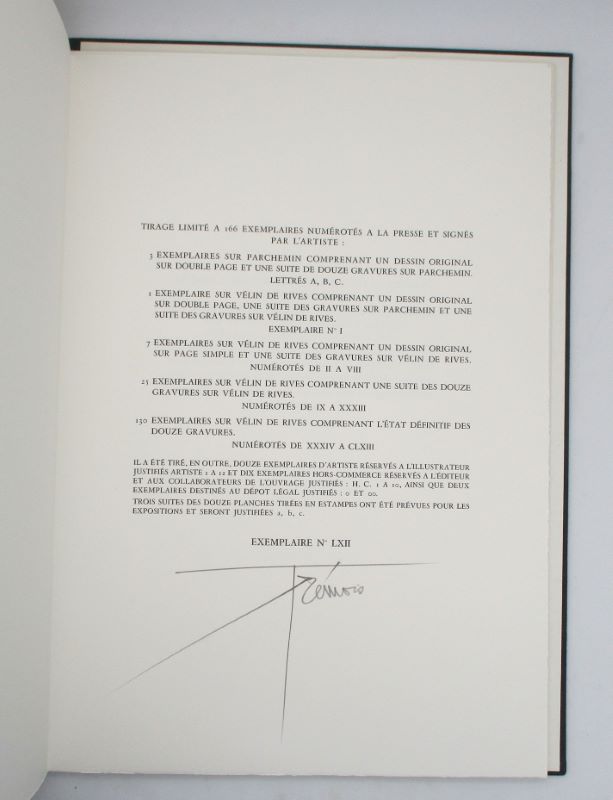 TIRAGE LIMITÉ A 166 EXEMPLAIRES NUMÉROTÉS A LA PRESSE ET SIGNÉS
PAR L'ARTISTE :
3 EXEMPLAIRES SUR PARCHEMIN COMPRENANT UN DESSIN ORIGINAL
SUR DOUBLE PAGE ET UNE SUITE DE DOUZE GRAVURES SUR PARCHEMIN.
LETTRÉS A, B, C.
1 EXEMPLAIRE SUR VÉLIN DE RIVES COMPRENANT UN DESSIN ORIGINAL
SUR DOUBLE PAGE, UNE SUITE DES GRAVURES SUR PARCHEMIN ET UNE
SUITE DES GRAVURES SUR VÉLIN DE RIVES.
EXEMPLAIRE N° I
7 EXEMPLAIRES SUR VÉLIN DE RIVES COMPRENANT UN DESSIN ORIGINAL
SUR PAGE SIMPLE ET UNE SUITE DES GRAVURES SUR VÉLIN DE RIVES.
NUMÉROTÉS DE II A VIII
25 EXEMPLAIRES SUR VÉLIN DE RIVES COMPRENANT UNE SUITE DES DOUZE
GRAVURES SUR VÉLIN DE RIVES.
NUMÉROTÉS DE IX A XXXIII
130 EXEMPLAIRES SUR VÉLIN DE RIVES COMPRENANT L'ÉTAT DÉFINITIF DES
DOUZE GRAVURES.
NUMÉROTÉS DE XXXIV A CLXIII
IL A ÉTÉ TIRÉ, EN OUTRE, DOUZE EXEMPLAIRES D'ARTISTE RÉSERVÉS A L'ILLUSTRATEUR
JUSTIFIÉS ARTISTE 1 A 12 ET DIX EXEMPLAIRES HORS-COMMERCE RÉSERVÉS A L'ÉDITEUR
ET AUX COLLABORATEURS DE L'OUVRAGE JUSTIFIÉS : H. C. 1 A 10, AINSI QUE DEUX
EXEMPLAIRES DESTINÉS AU DÉPOT LÉGAL JUSTIFIÉS : 0 ET 00.
TROIS SUITES DES DOUZE PLANCHES TIRÉES EN ESTAMPES ONT ÉTÉ PRÉVUES POUR LES
EXPOSITIONS ET SERONT JUSTIFIÉES a, b, c.
EXEMPLAIRE N° LXII
Trémois